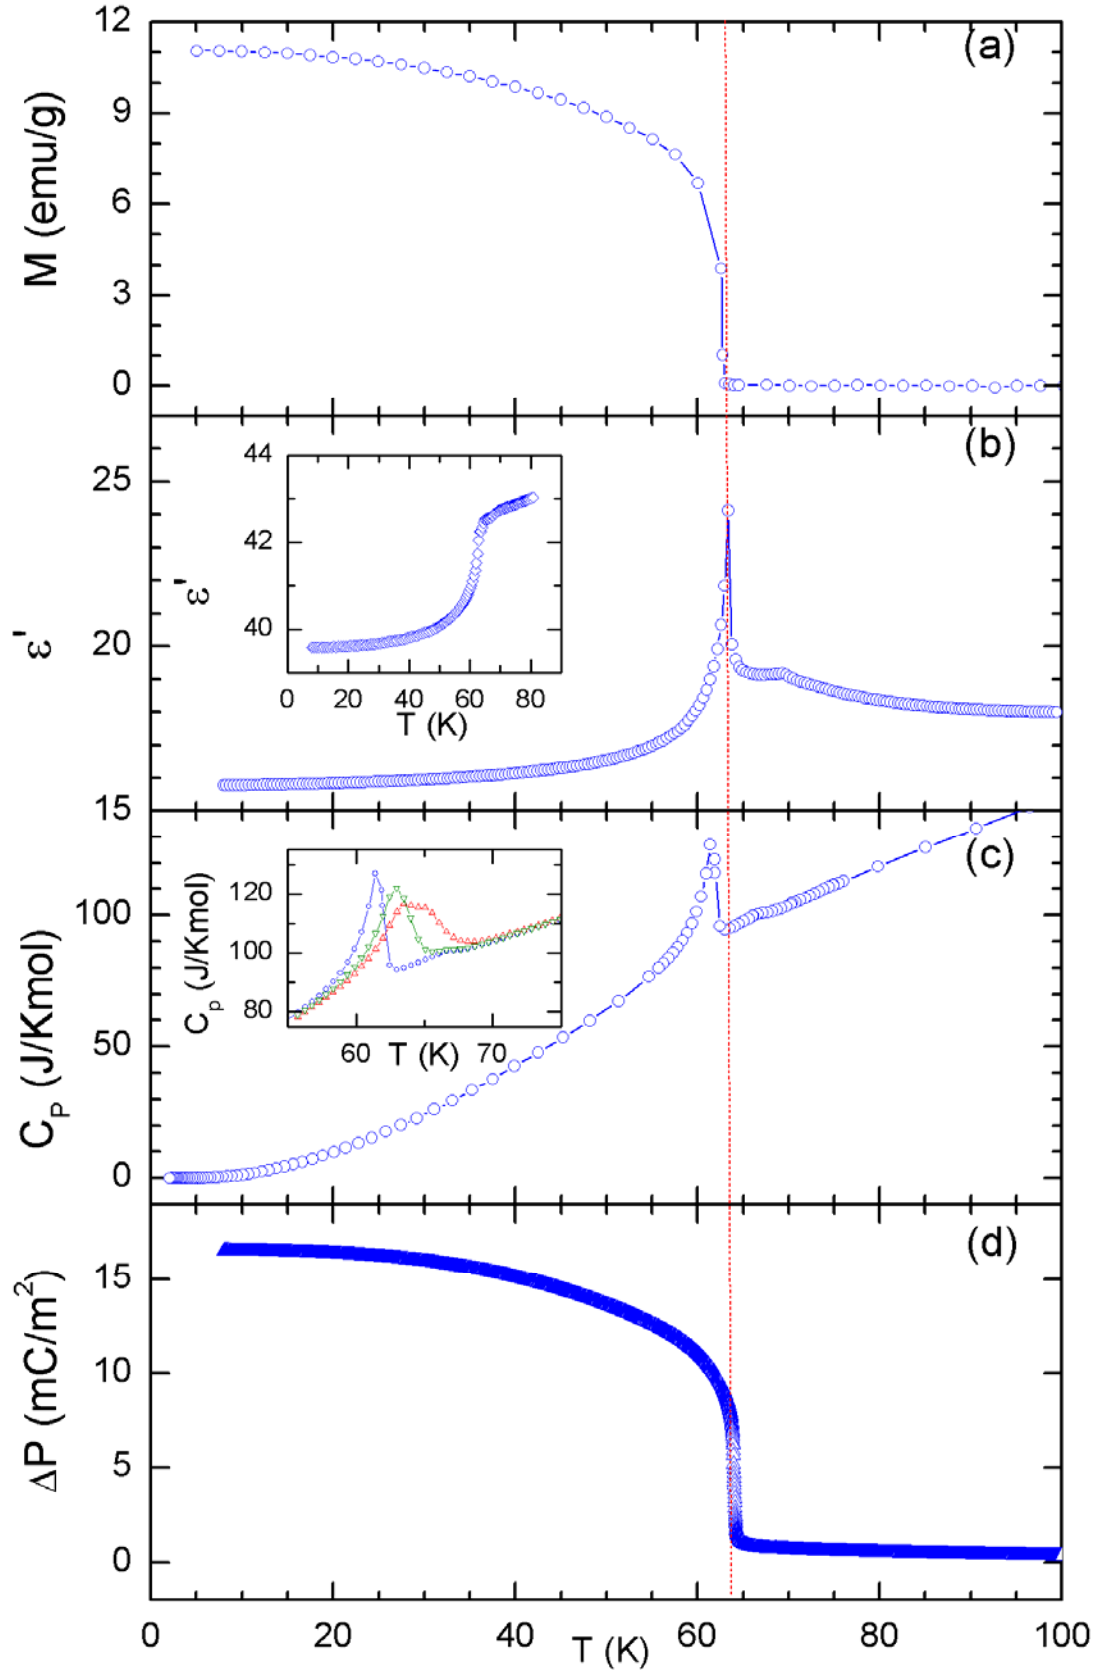 (a)
12
9
6
3
0
M (emu/g)
(b)
25
20
15
ε'
44
42
40
ε'
0 20 40 60 80
T (K)
(c)
100
50
0
C_P (J/Kmol)
120
100
80
C_p (J/Kmol)
60 T (K) 70
(d)
15
10
5
0
ΔP (mC/m²)
0 20 40 60 80 100
T (K)